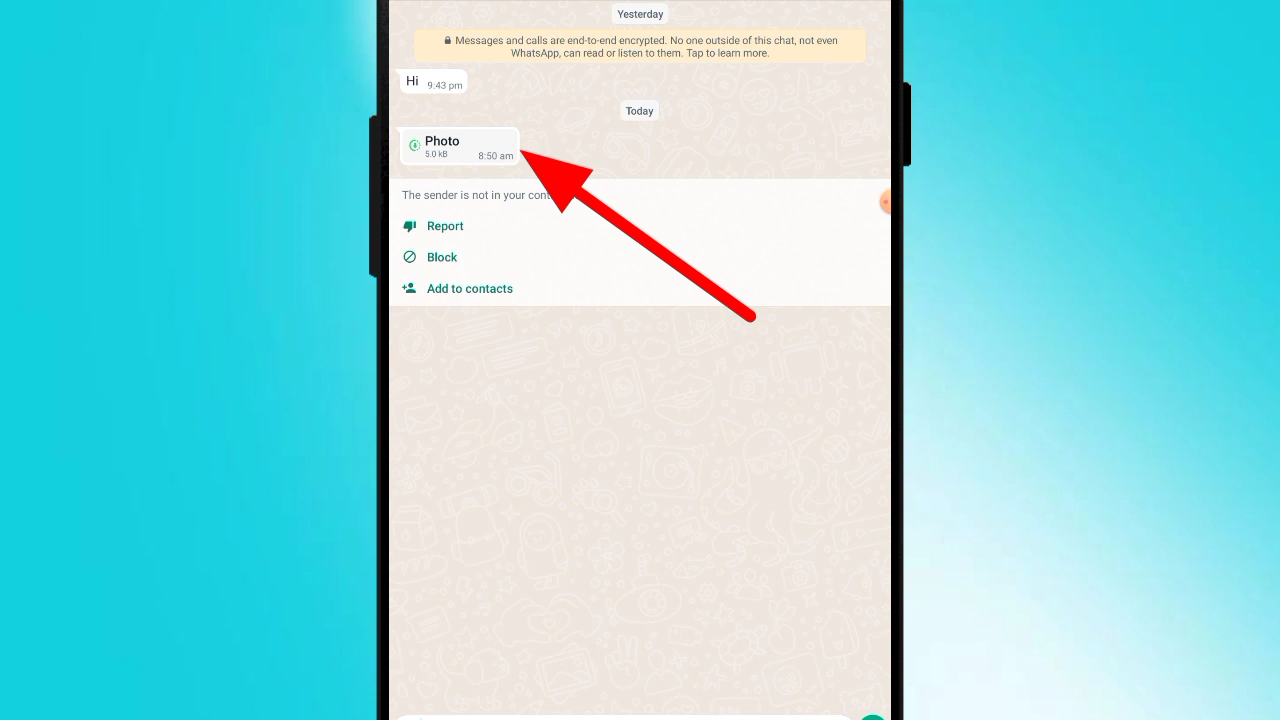 Yesterday
Messages and calls are end-to-end encrypted. No one outside of this chat, not even
WhatsApp, can read or listen to them. Tap to learn more.
Hi 9:43 pm
Today
Photo
5.0 kB 8:50 am
The sender is not in your
Report
Block
Add to contacts